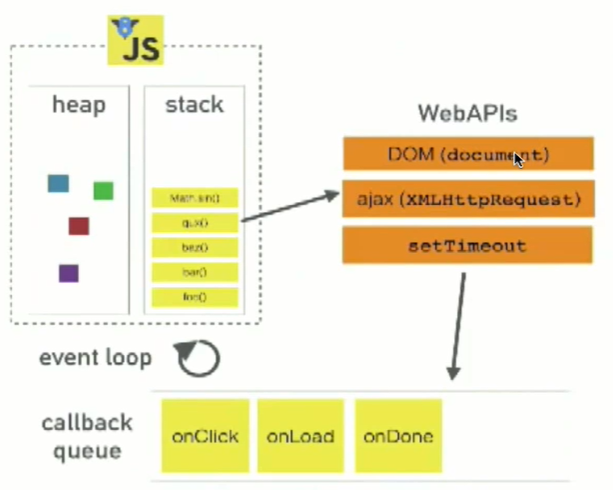 JS
heap
stack
WebAPIs
DOM (document)
ajax (XMLHttpRequest)
setTimeout
qux()
baz()
bar()
foo()
event loop
callback
queue
onClick
onLoad
onDone